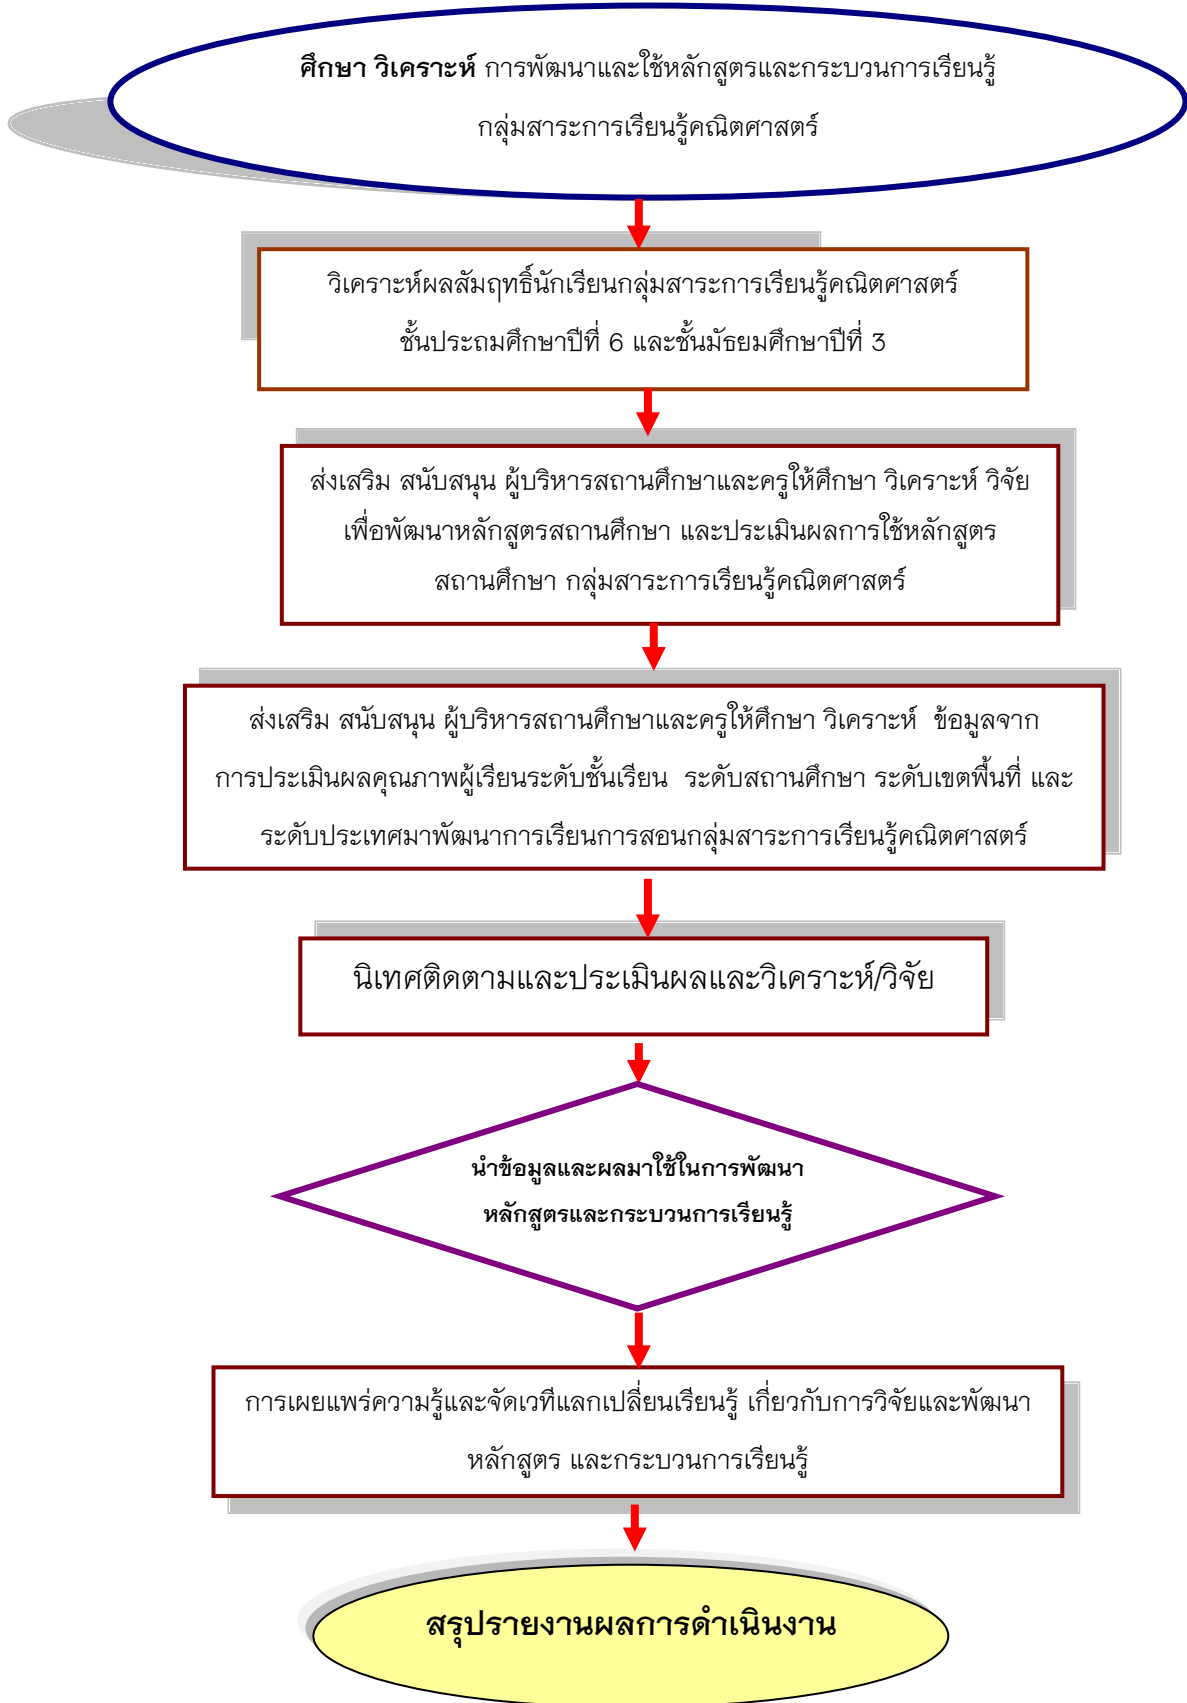 ศึกษา วิเคราะห์ การพัฒนาและใช้หลักสูตรและกระบวนการเรียนรู้
กลุ่มสาระการเรียนรู้คณิตศาสตร์
วิเคราะห์ผลสัมฤทธิ์นักเรียนกลุ่มสาระการเรียนรู้คณิตศาสตร์
ชั้นประถมศึกษาปีที่ 6 และชั้นมัธยมศึกษาปีที่ 3
ส่งเสริม สนับสนุน ผู้บริหารสถานศึกษาและครูให้ศึกษา วิเคราะห์ วิจัย
เพื่อพัฒนาหลักสูตรสถานศึกษา และประเมินผลการใช้หลักสูตร
สถานศึกษา กลุ่มสาระการเรียนรู้คณิตศาสตร์
ส่งเสริม สนับสนุน ผู้บริหารสถานศึกษาและครูให้ศึกษา วิเคราะห์ ข้อมูลจาก
การประเมินผลคุณภาพผู้เรียนระดับชั้นเรียน ระดับสถานศึกษา ระดับเขตพื้นที่ และ
ระดับประเทศมาพัฒนาการเรียนการสอนกลุ่มสาระการเรียนรู้คณิตศาสตร์
นิเทศติดตามและประเมินผลและวิเคราะห์/วิจัย
นำข้อมูลและผลมาใช้ในการพัฒนา
หลักสูตรและกระบวนการเรียนรู้
การเผยแพร่ความรู้และจัดเวทีแลกเปลี่ยนเรียนรู้ เกี่ยวกับการวิจัยและพัฒนา
หลักสูตร และกระบวนการเรียนรู้
สรุปรายงานผลการดำเนินงาน